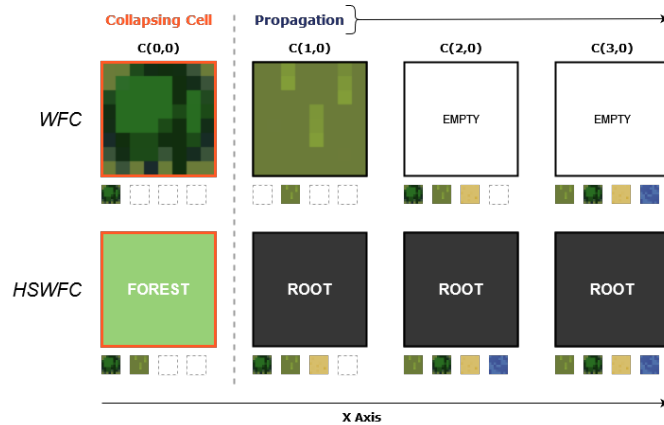 Collapsing Cell
Propagation
C(0,0)
C(1,0)
C(2,0)
C(3,0)
WFC
EMPTY
EMPTY
HSWFC
FOREST
ROOT
ROOT
ROOT
X Axis